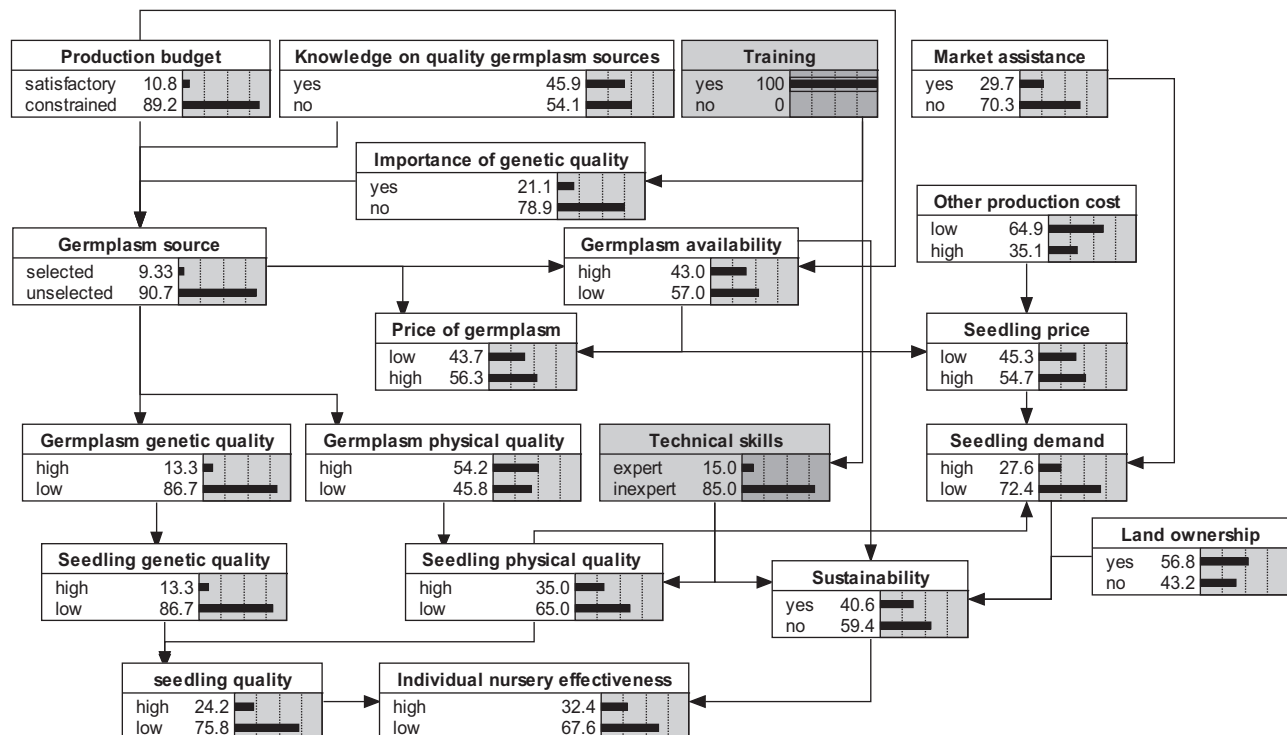 Production budget
satisfactory 10.8
constrained 89.2
Knowledge on quality germplasm sources
yes 45.9
no 54.1
Training
yes 100
no 0
Market assistance
yes 29.7
no 70.3
Importance of genetic quality
yes 21.1
no 78.9
Other production cost
low 64.9
high 35.1
Germplasm source
selected 9.33
unselected 90.7
Germplasm availability
high 43.0
low 57.0
Price of germplasm
low 43.7
high 56.3
Seedling price
low 45.3
high 54.7
Germplasm genetic quality
high 13.3
low 86.7
Germplasm physical quality
high 54.2
low 45.8
Technical skills
expert 15.0
inexpert 85.0
Seedling demand
high 27.6
low 72.4
Seedling genetic quality
high 13.3
low 86.7
Seedling physical quality
high 35.0
low 65.0
Sustainability
yes 40.6
no 59.4
Land ownership
yes 56.8
no 43.2
seedling quality
high 24.2
low 75.8
Individual nursery effectiveness
high 32.4
low 67.6